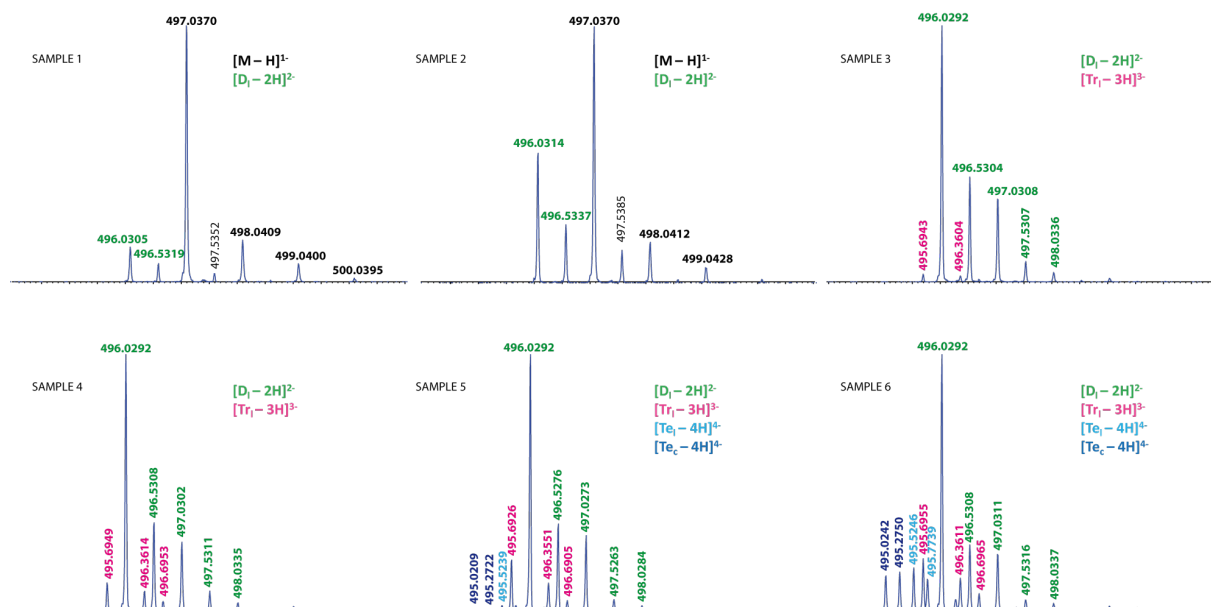 SAMPLE 1
497.0370
[M – H]¹⁻
[Dₗ – 2H]²⁻
496.0305
496.5319
497.5352
498.0409
499.0400
500.0395
SAMPLE 2
497.0370
[M – H]¹⁻
[Dₗ – 2H]²⁻
496.0314
496.5337
497.5385
498.0412
499.0428
SAMPLE 3
496.0292
[Dₗ – 2H]²⁻
[Trₗ – 3H]³⁻
495.6943
496.3604
496.5304
497.0308
497.5307
498.0336
SAMPLE 4
496.0292
[Dₗ – 2H]²⁻
[Trₗ – 3H]³⁻
495.6949
496.3614
496.5308
496.6953
497.0302
497.5311
498.0335
SAMPLE 5
496.0292
[Dₗ – 2H]²⁻
[Trₗ – 3H]³⁻
[Teₗ – 4H]⁴⁻
[Te꜀ – 4H]⁴⁻
495.0209
495.2722
495.5239
495.6926
496.3551
496.5276
496.6905
497.0273
497.5263
498.0284
SAMPLE 6
496.0292
[Dₗ – 2H]²⁻
[Trₗ – 3H]³⁻
[Teₗ – 4H]⁴⁻
[Te꜀ – 4H]⁴⁻
495.0242
495.2750
495.5246
495.6955
495.7739
496.3611
496.5308
496.6965
497.0311
497.5316
498.0337